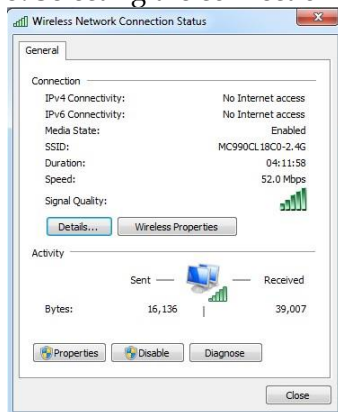 Wireless Network Connection Status
General
Connection
IPv4 Connectivity: No Internet access
IPv6 Connectivity: No Internet access
Media State: Enabled
SSID: MC990CL18C0-2.4G
Duration: 04:11:58
Speed: 52.0 Mbps
Signal Quality:
Details... Wireless Properties
Activity
Sent Received
Bytes: 16,136 39,007
Properties Disable Diagnose
Close